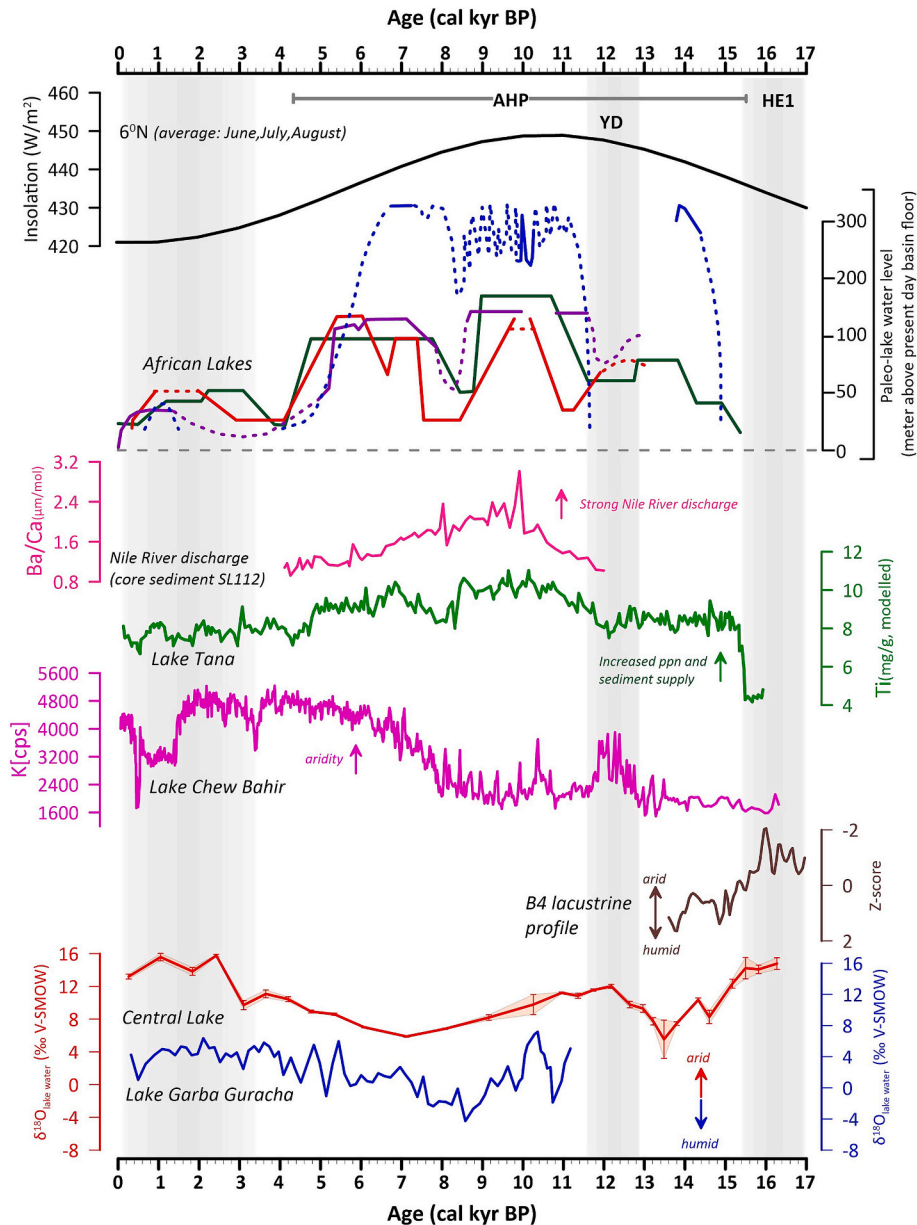 Age (cal kyr BP)
0 1 2 3 4 5 6 7 8 9 10 11 12 13 14 15 16 17
460
450
440
430
420
Insolation (W/m²)
6⁰N (average: June,July,August)
AHP
YD
HE1
300
200
100
50
0
Paleo-lake water level
(meter above present day basin floor)
African Lakes
3.2
2.4
1.6
0.8
Ba/Ca(µm/mol)
Strong Nile River discharge
Nile River discharge
(core sediment SL112)
12
10
8
6
4
Ti(mg/g, modelled)
Lake Tana
Increased ppn and
sediment supply
5600
4800
4000
3200
2400
1600
K[cps]
aridity
Lake Chew Bahir
-2
0
2
Z-score
arid
B4 lacustrine
profile
humid
16
12
8
4
0
-4
-8
δ¹⁸Olake water (‰ V-SMOW)
Central Lake
Lake Garba Guracha
arid
humid
16
12
8
4
0
-4
-8
δ¹⁸Olake water (‰ V-SMOW)
0 1 2 3 4 5 6 7 8 9 10 11 12 13 14 15 16 17
Age (cal kyr BP)